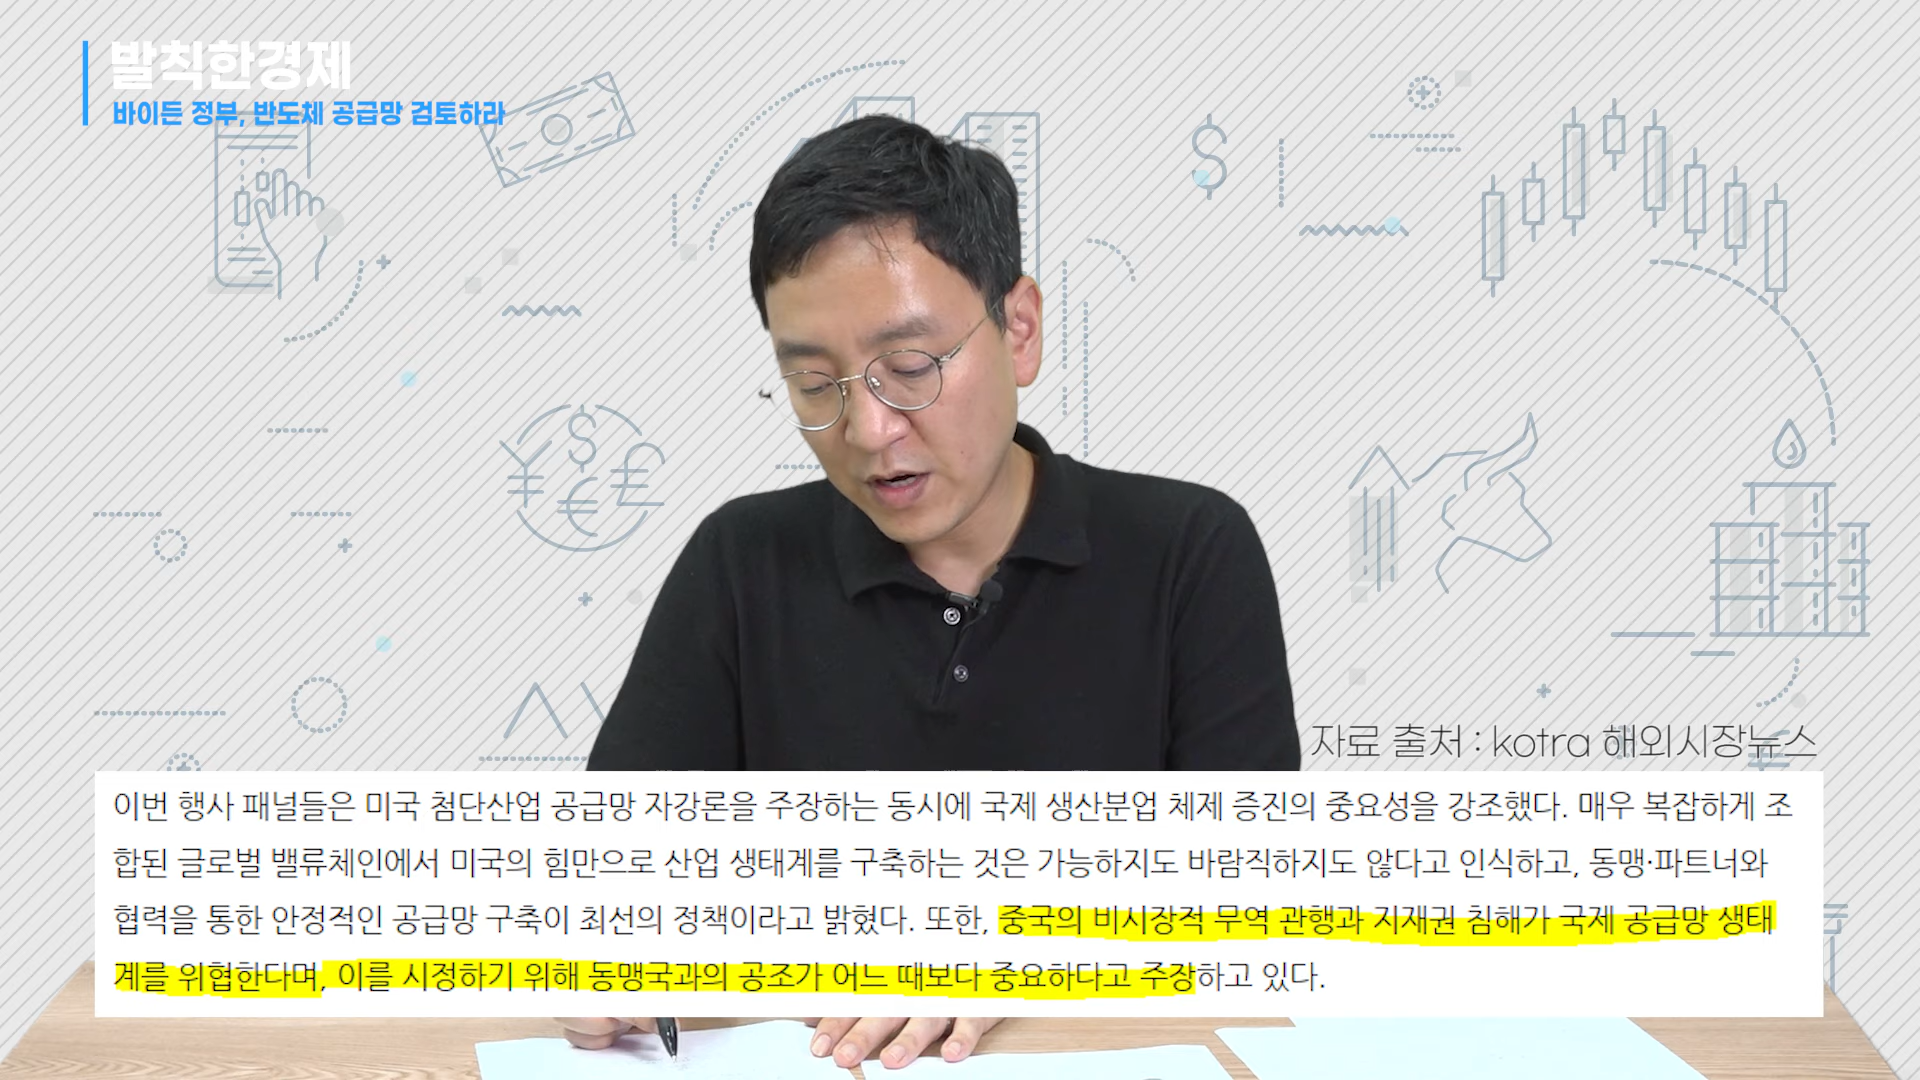 발칙한경제
바이든 정부, 반도체 공급망 검토하라
자료 출처 : kotra 해외시장뉴스
이번 행사 패널들은 미국 첨단산업 공급망 자강론을 주장하는 동시에 국제 생산분업 체제 증진의 중요성을 강조했다. 매우 복잡하게 조
합된 글로벌 밸류체인에서 미국의 힘만으로 산업 생태계를 구축하는 것은 가능하지도 바람직하지도 않다고 인식하고, 동맹·파트너와
협력을 통한 안정적인 공급망 구축이 최선의 정책이라고 밝혔다. 또한, 중국의 비시장적 무역 관행과 지재권 침해가 국제 공급망 생태
계를 위협한다며, 이를 시정하기 위해 동맹국과의 공조가 어느 때보다 중요하다고 주장하고 있다.